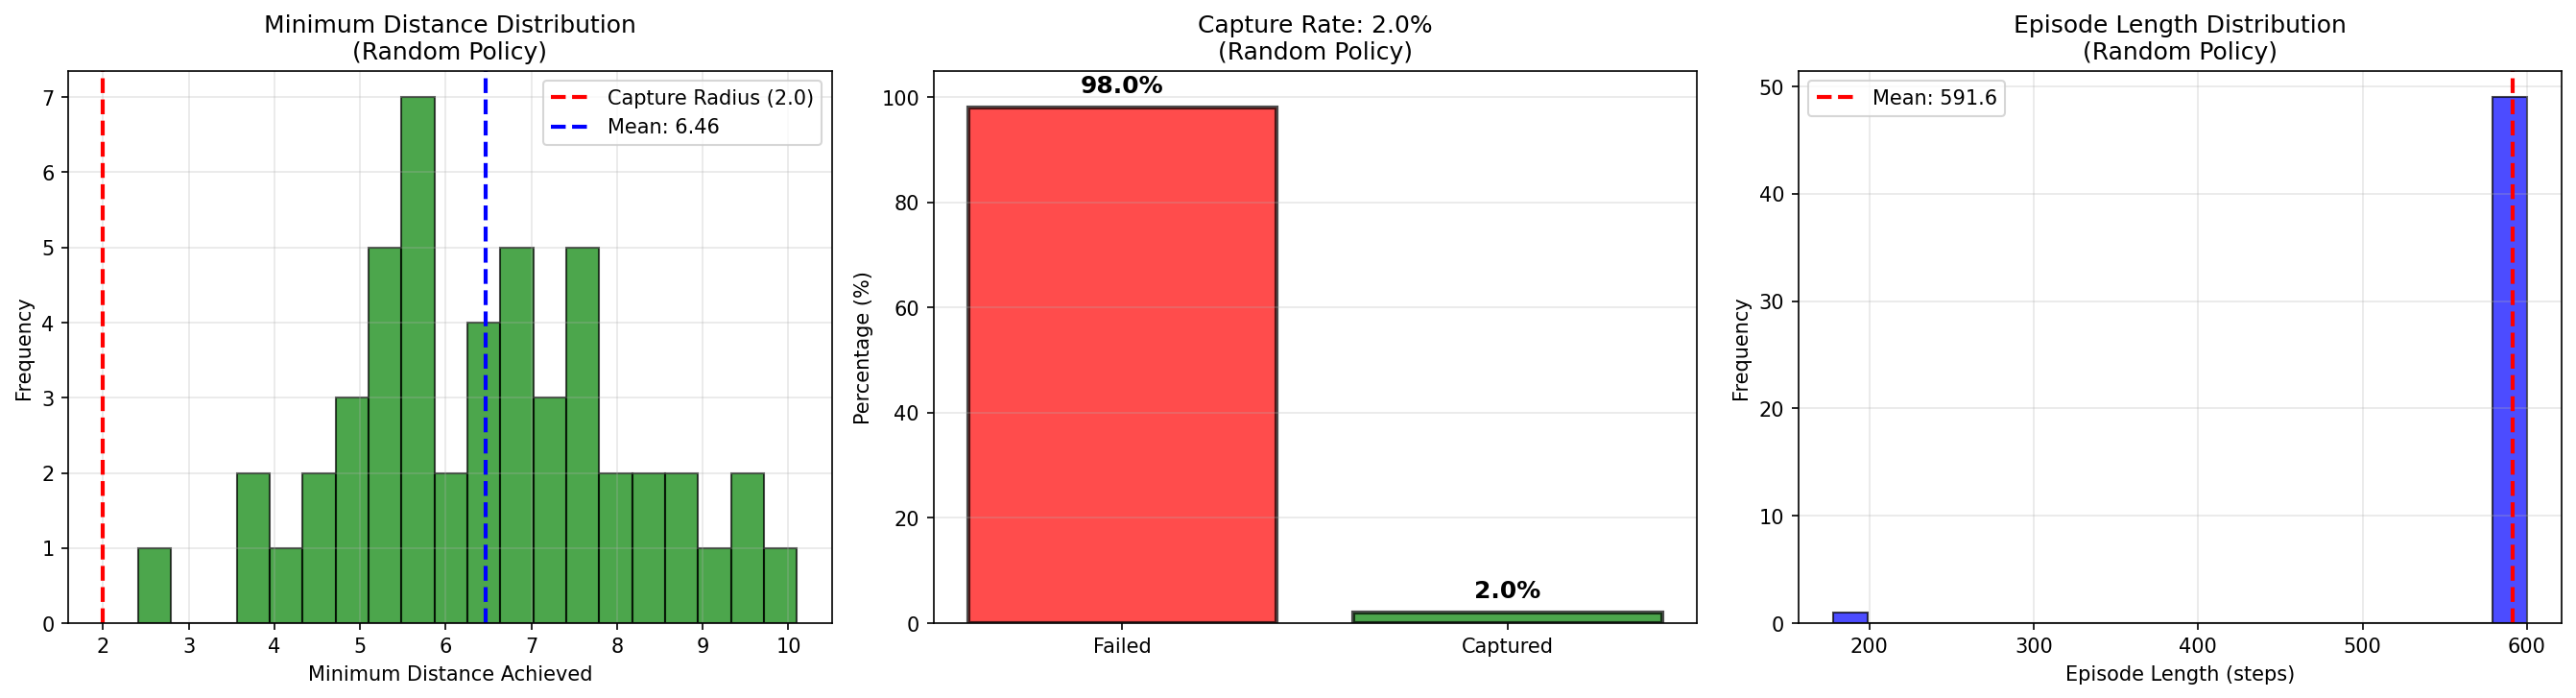 Minimum Distance Distribution
(Random Policy)
Capture Radius (2.0)
Mean: 6.46
Frequency
7
6
5
4
3
2
1
0
2 3 4 5 6 7 8 9 10
Minimum Distance Achieved
Capture Rate: 2.0%
(Random Policy)
98.0%
2.0%
Percentage (%)
100
80
60
40
20
0
Failed Captured
Episode Length Distribution
(Random Policy)
Mean: 591.6
Frequency
50
40
30
20
10
0
200 300 400 500 600
Episode Length (steps)